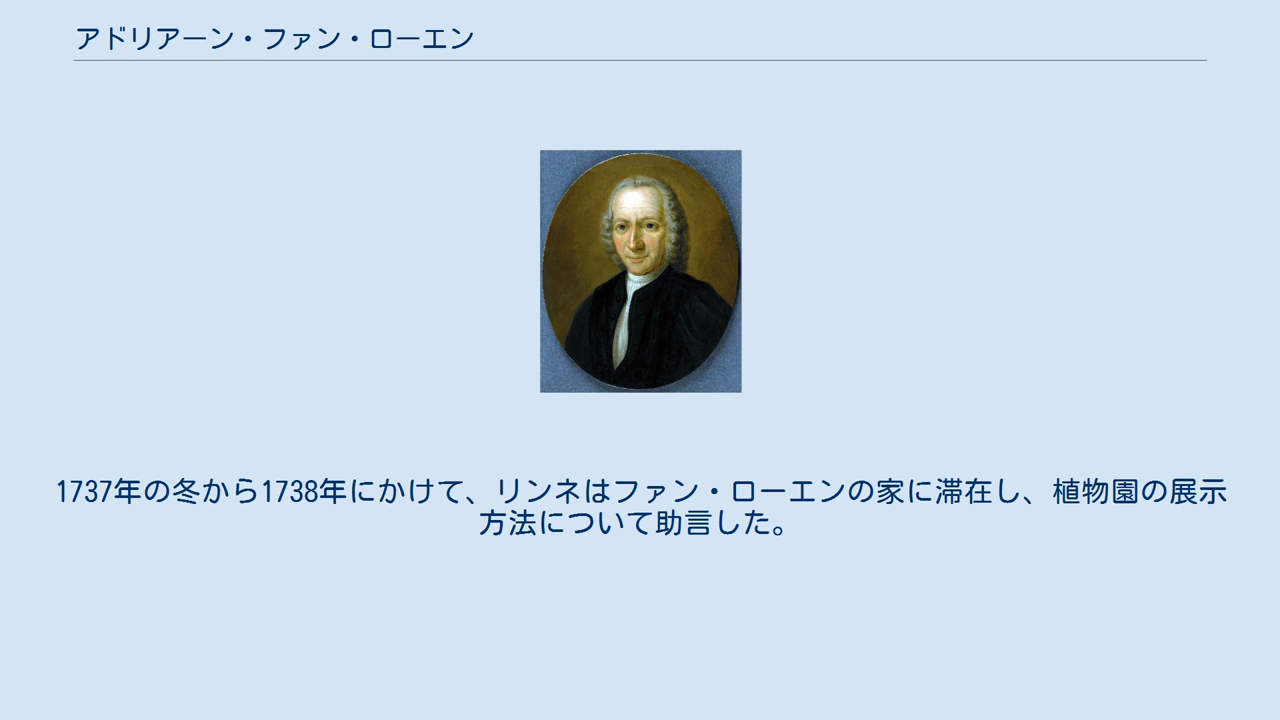 アドリアーン・ファン・ローエン
1737年の冬から1738年にかけて、リンネはファン・ローエンの家に滞在し、植物園の展示
方法について助言した。